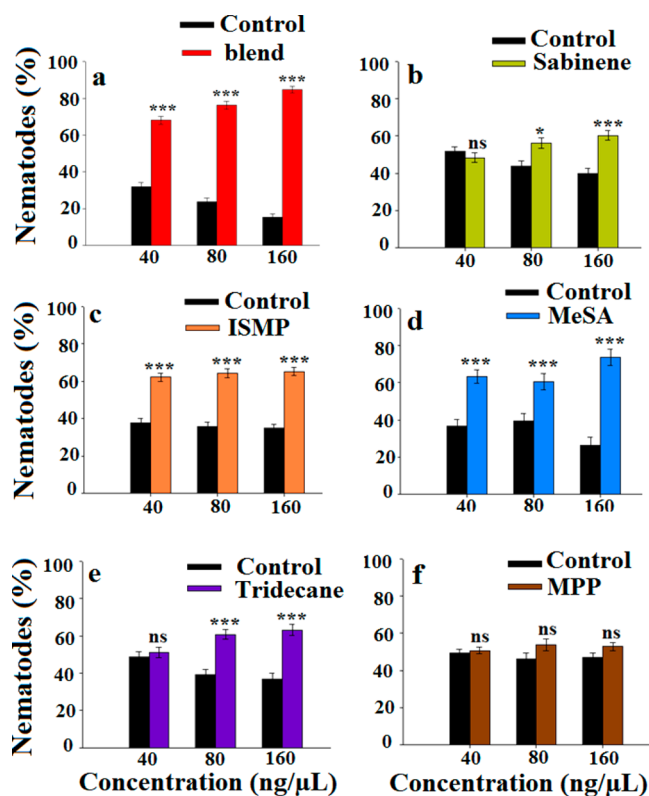 Control
blend
a
Nematodes (%)
100
80
60
40
20
0
***
***
***
40
80
160
Control
Sabinene
b
100
80
60
40
20
0
ns
*
***
40
80
160
Control
ISMP
c
Nematodes (%)
100
80
60
40
20
0
***
***
***
40
80
160
Control
MeSA
d
100
80
60
40
20
0
***
***
***
40
80
160
Control
Tridecane
e
Nematodes (%)
100
80
60
40
20
0
ns
***
***
40
80
160
Concentration (ng/µL)
Control
MPP
f
100
80
60
40
20
0
ns
ns
ns
40
80
160
Concentration (ng/µL)